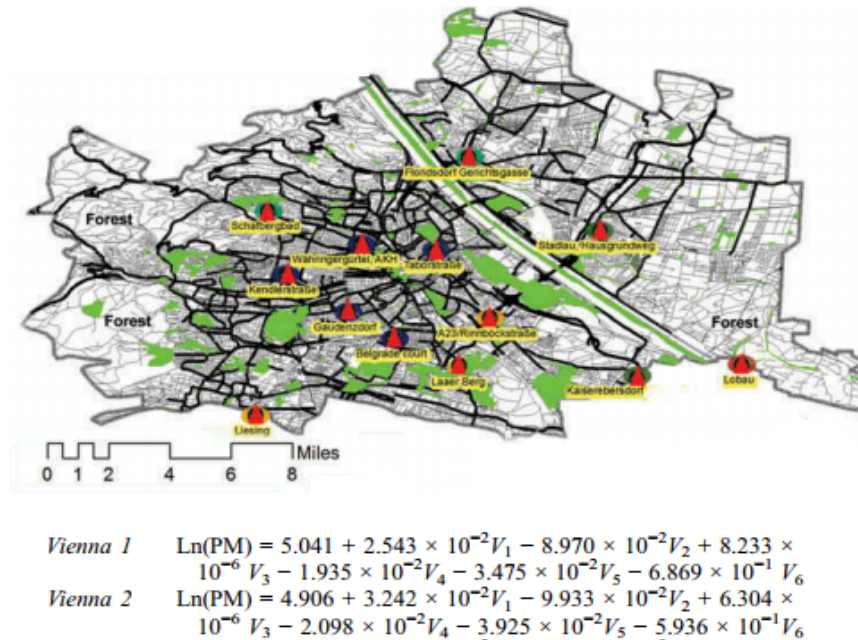 Floridsdorf Gerichtsgasse
Forest
Schafbergbad
Stadlau, Hausgrundweg
Währingergürtel, AKH
Taborstraße
Kendlerstraße
Forest
Forest
Gaudenzdorf
A23/Rinnböckstraße
Belgrade court
Laaer Berg
Kaiserebersdorf
Lobau
Liesing
Miles
0 1 2 4 6 8
Vienna 1 Ln(PM) = 5.041 + 2.543 × 10⁻²V₁ − 8.970 × 10⁻²V₂ + 8.233 ×
10⁻⁶ V₃ − 1.935 × 10⁻²V₄ − 3.475 × 10⁻²V₅ − 6.869 × 10⁻¹ V₆
Vienna 2 Ln(PM) = 4.906 + 3.242 × 10⁻²V₁ − 9.933 × 10⁻²V₂ + 6.304 ×
10⁻⁶ V₃ − 2.098 × 10⁻²V₄ − 3.925 × 10⁻²V₅ − 5.936 × 10⁻¹V₆